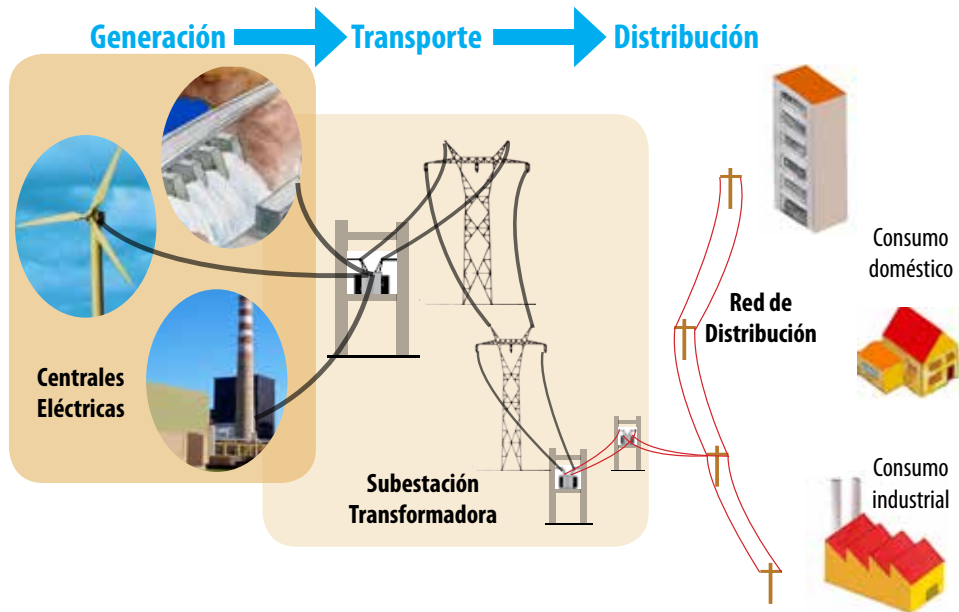 Generación Transporte Distribución
Centrales
Eléctricas
Subestación
Transformadora
Red de
Distribución
Consumo
doméstico
Consumo
industrial